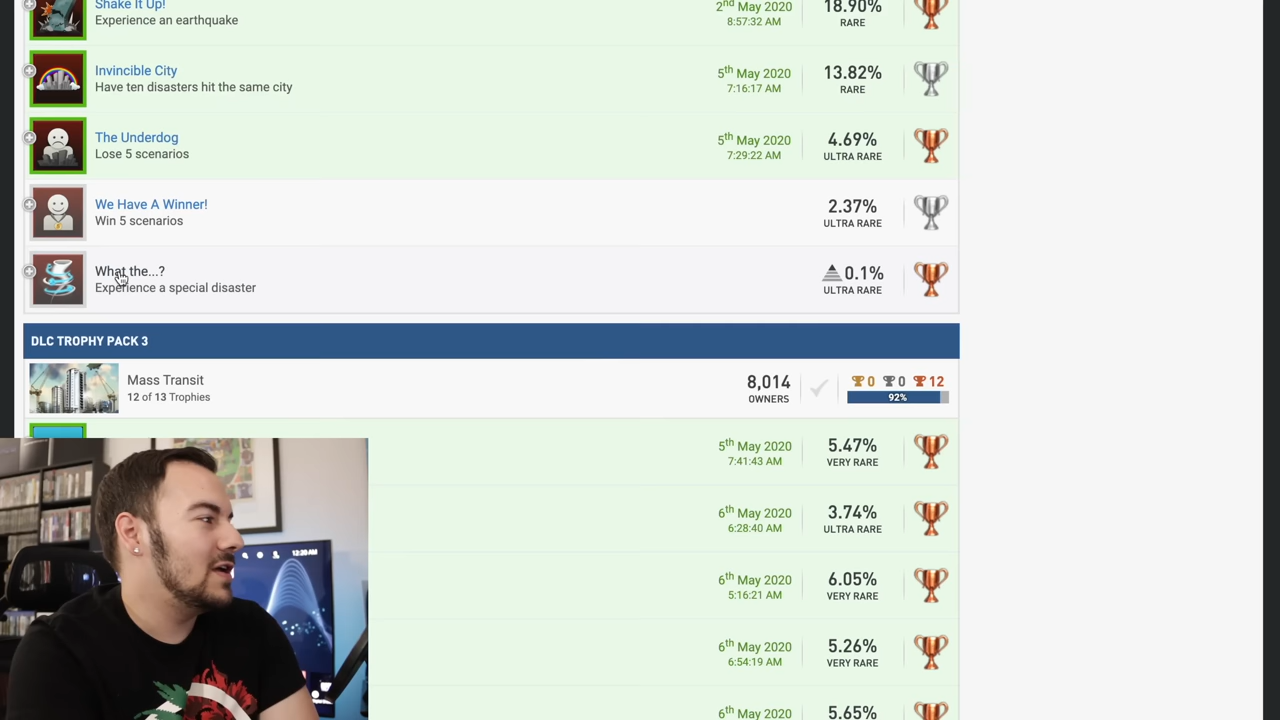 Shake It Up!
Experience an earthquake
2nd May 2020
8:57:32 AM
18.90%
RARE
Invincible City
Have ten disasters hit the same city
5th May 2020
7:16:17 AM
13.82%
RARE
The Underdog
Lose 5 scenarios
5th May 2020
7:29:22 AM
4.69%
ULTRA RARE
We Have A Winner!
Win 5 scenarios
2.37%
ULTRA RARE
What the...?
Experience a special disaster
0.1%
ULTRA RARE
DLC TROPHY PACK 3
Mass Transit
12 of 13 Trophies
8,014
OWNERS
0 0 12
92%
5th May 2020
7:41:43 AM
5.47%
VERY RARE
6th May 2020
6:28:40 AM
3.74%
ULTRA RARE
6th May 2020
5:16:21 AM
6.05%
VERY RARE
6th May 2020
6:54:19 AM
5.26%
VERY RARE
6th May 2020
5.65%
12:20 AM